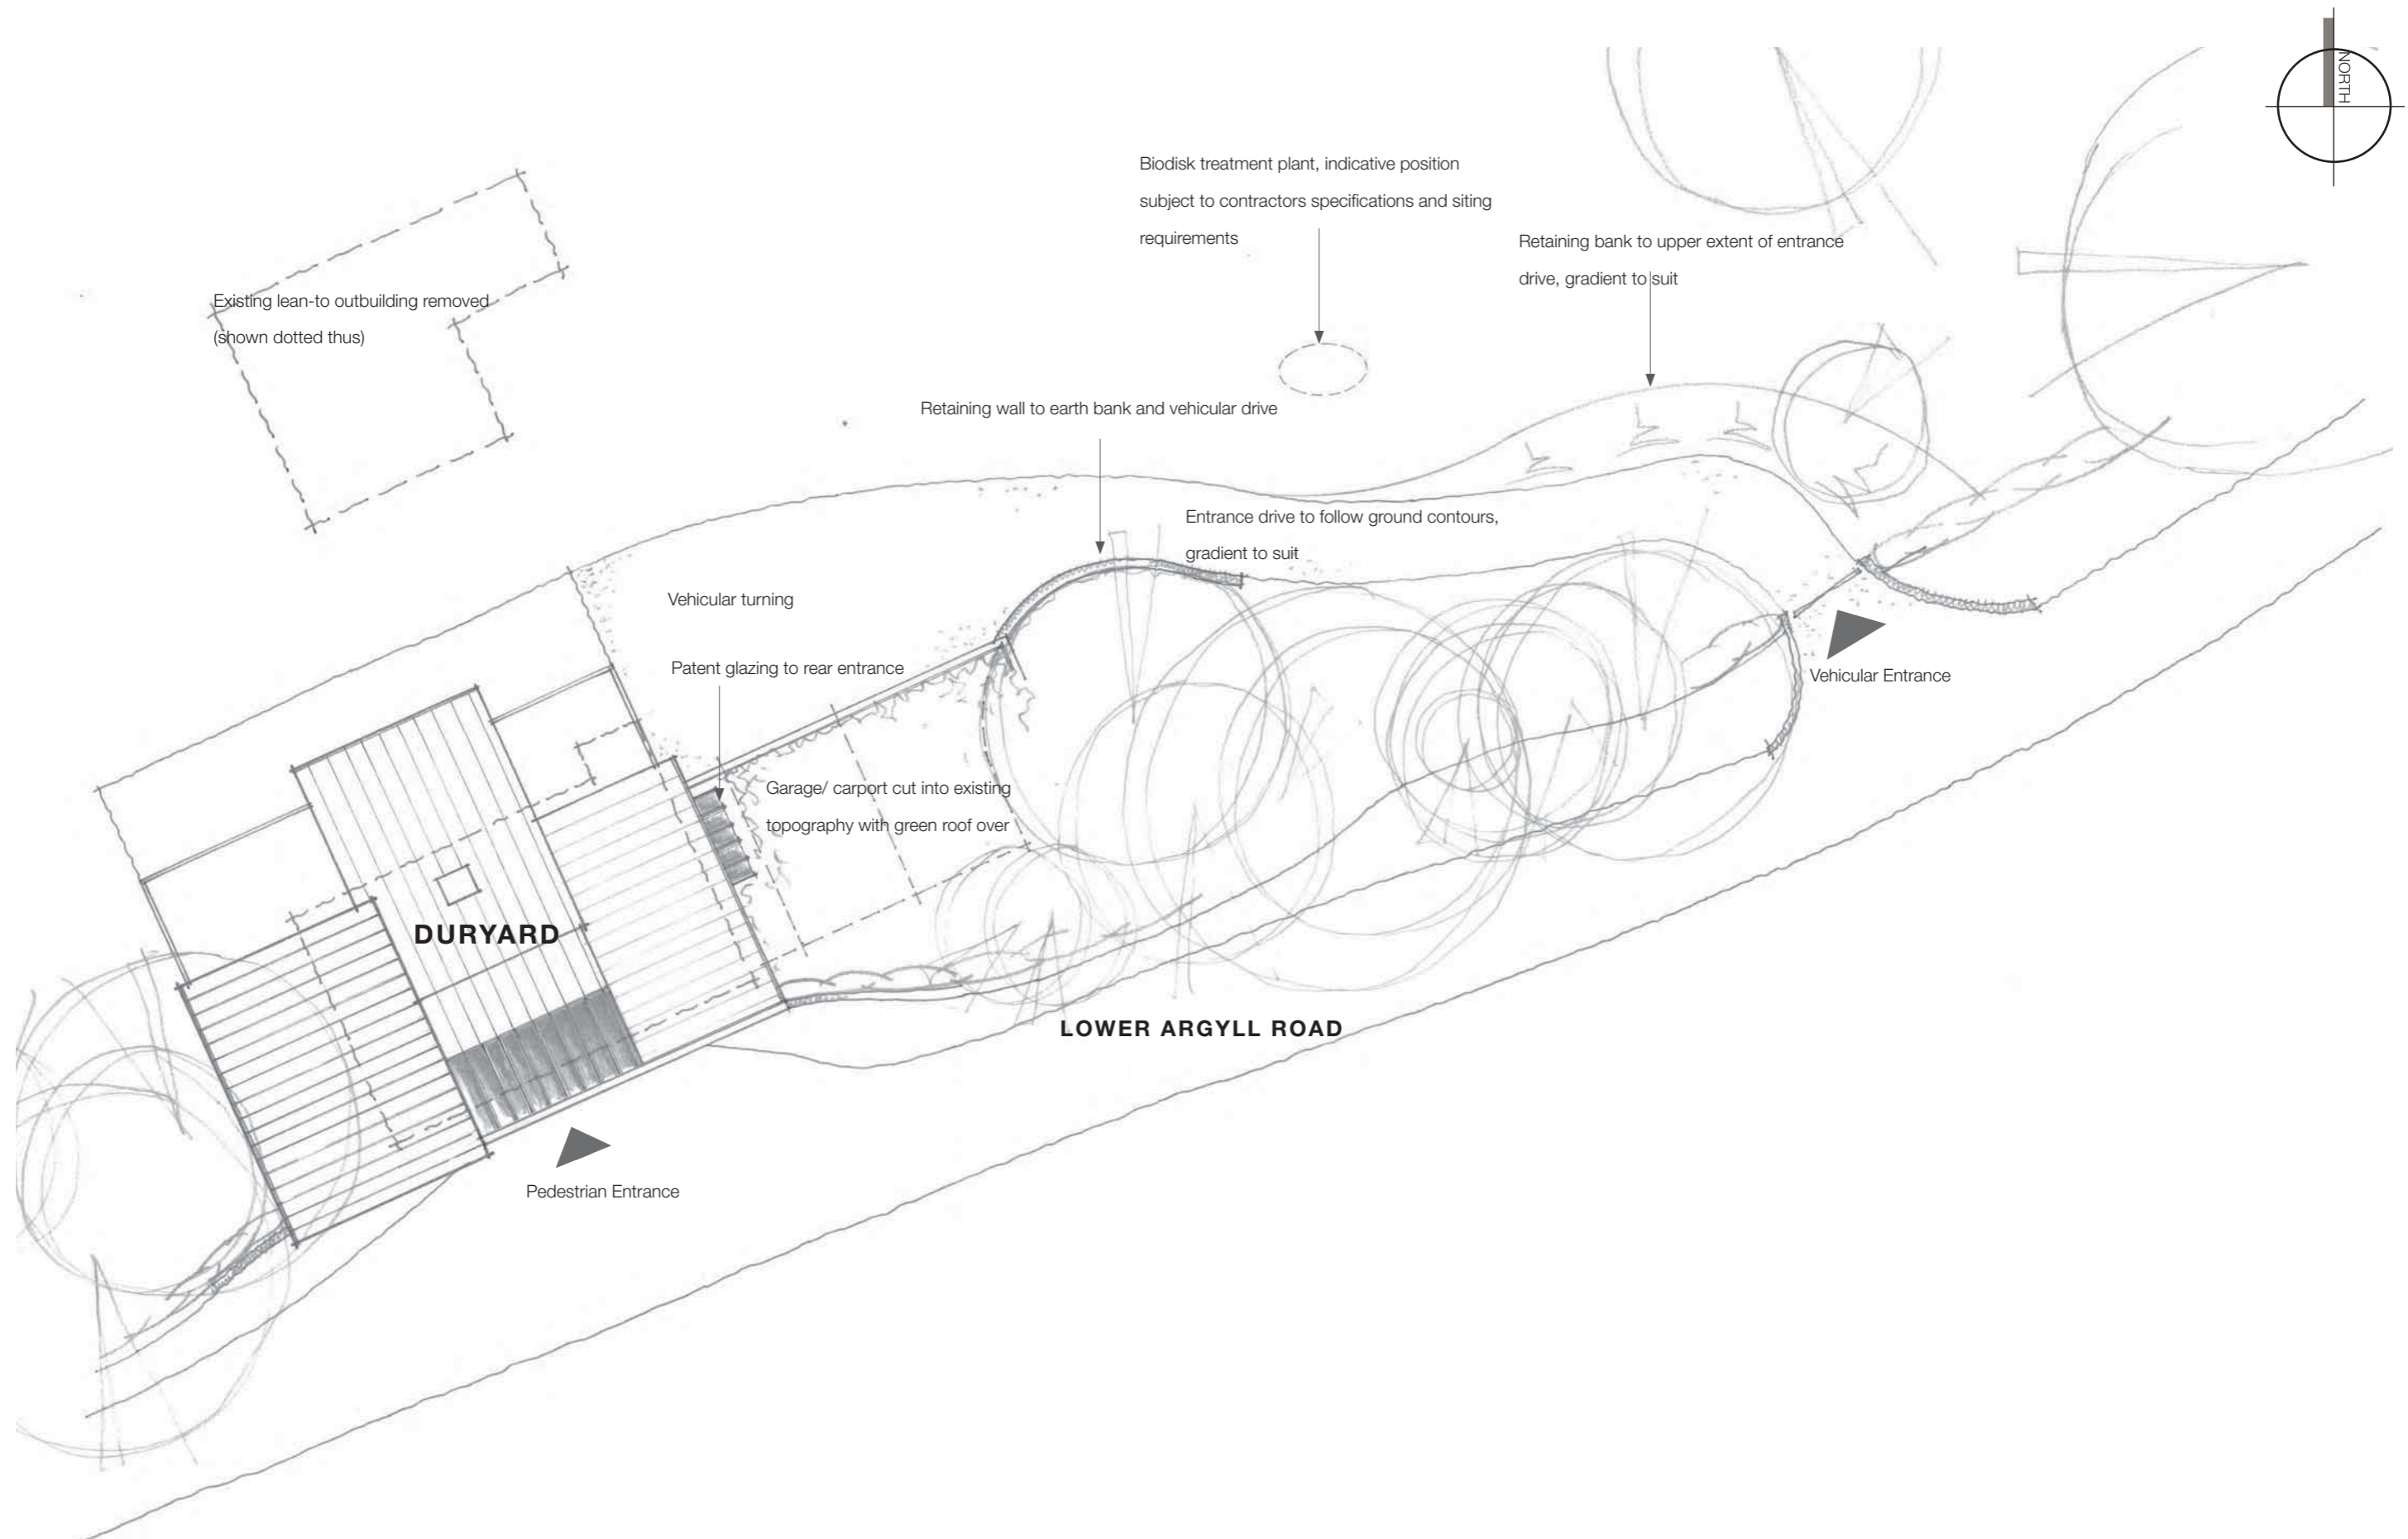 NORTH
Biodisk treatment plant, indicative position
subject to contractors specifications and siting
requirements
Retaining bank to upper extent of entrance
drive, gradient to suit
Existing lean-to outbuilding removed
(shown dotted thus)
Retaining wall to earth bank and vehicular drive
Entrance drive to follow ground contours,
gradient to suit
Vehicular turning
Patent glazing to rear entrance
Vehicular Entrance
Garage/ carport cut into existing
topography with green roof over
DURYARD
LOWER ARGYLL ROAD
Pedestrian Entrance